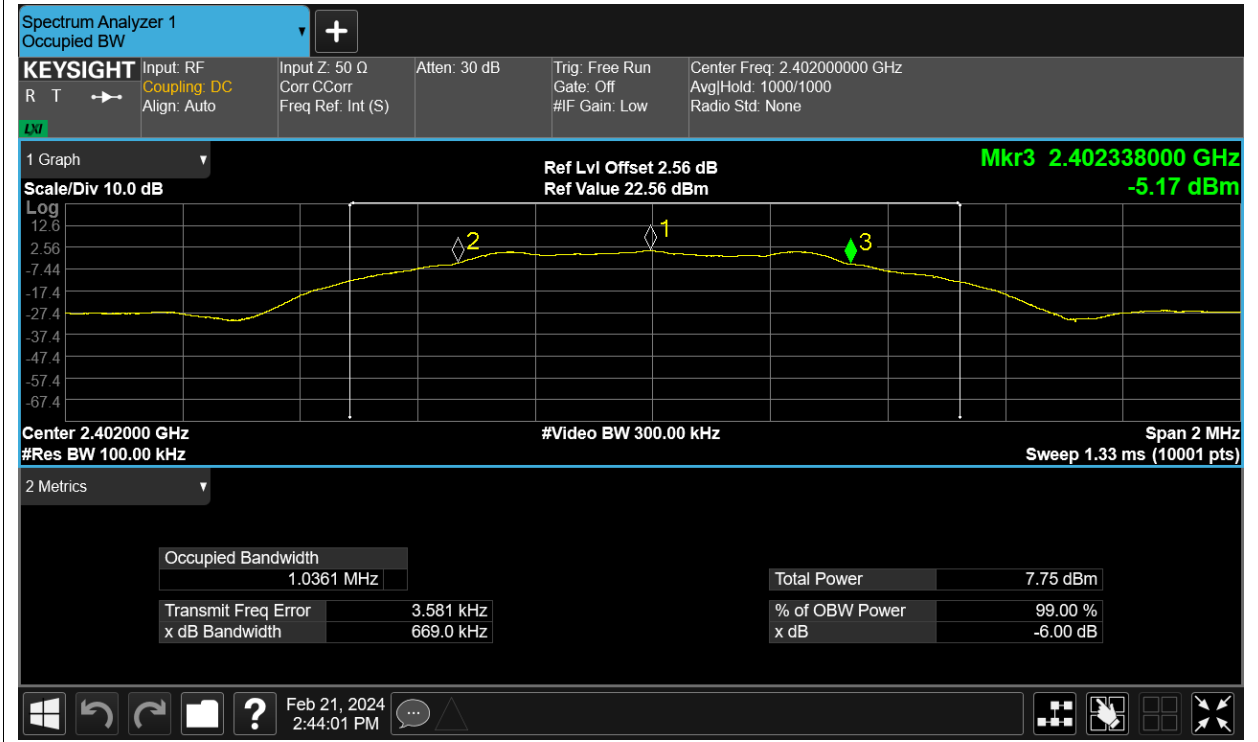 Spectrum Analyzer 1
Occupied BW
KEYSIGHT Input: RF Input Z: 50 Ω Atten: 30 dB Trig: Free Run Center Freq: 2.402000000 GHz
R T Coupling: DC Corr CCorr Gate: Off Avg|Hold: 1000/1000
Align: Auto Freq Ref: Int (S) #IF Gain: Low Radio Std: None
LXI
1 Graph Ref Lvl Offset 2.56 dB Mkr3 2.402338000 GHz
Scale/Div 10.0 dB Ref Value 22.56 dBm -5.17 dBm
Log
12.6
2.56
-7.44
-17.4
-27.4
-37.4
-47.4
-57.4
-67.4
2
1
3
Center 2.402000 GHz #Video BW 300.00 kHz Span 2 MHz
#Res BW 100.00 kHz Sweep 1.33 ms (10001 pts)
2 Metrics
Occupied Bandwidth
1.0361 MHz Total Power 7.75 dBm
Transmit Freq Error 3.581 kHz % of OBW Power 99.00 %
x dB Bandwidth 669.0 kHz x dB -6.00 dB
Feb 21, 2024
2:44:01 PM